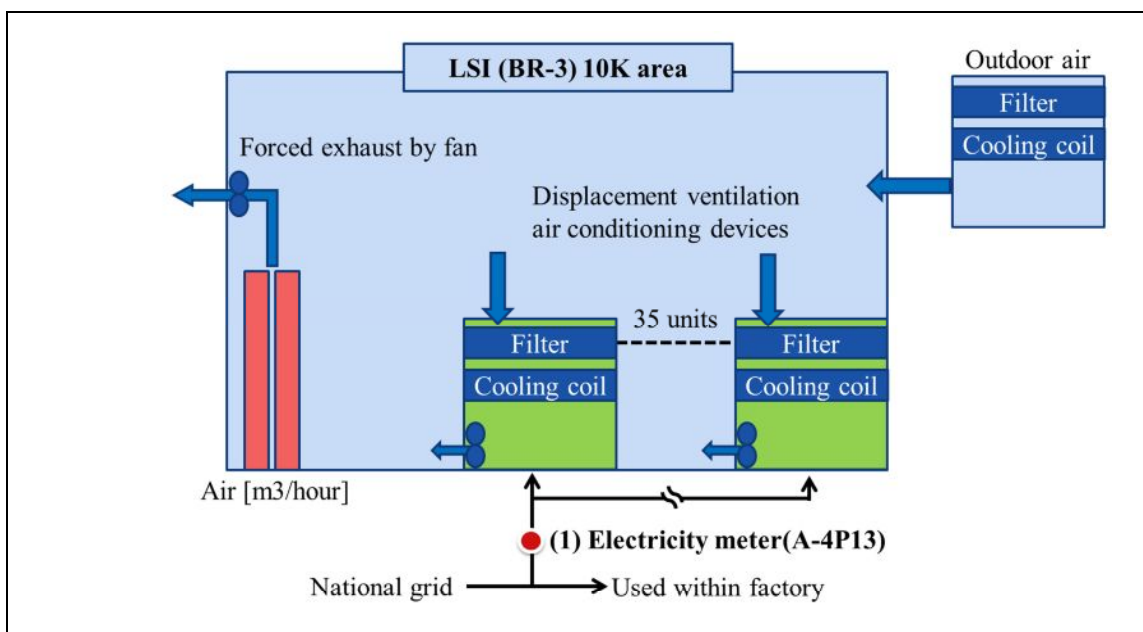 LSI (BR-3) 10K area
Outdoor air
Filter
Cooling coil
Forced exhaust by fan
Displacement ventilation
air conditioning devices
35 units
Filter
Filter
Cooling coil
Cooling coil
Air [m3/hour]
(1) Electricity meter(A-4P13)
National grid
Used within factory